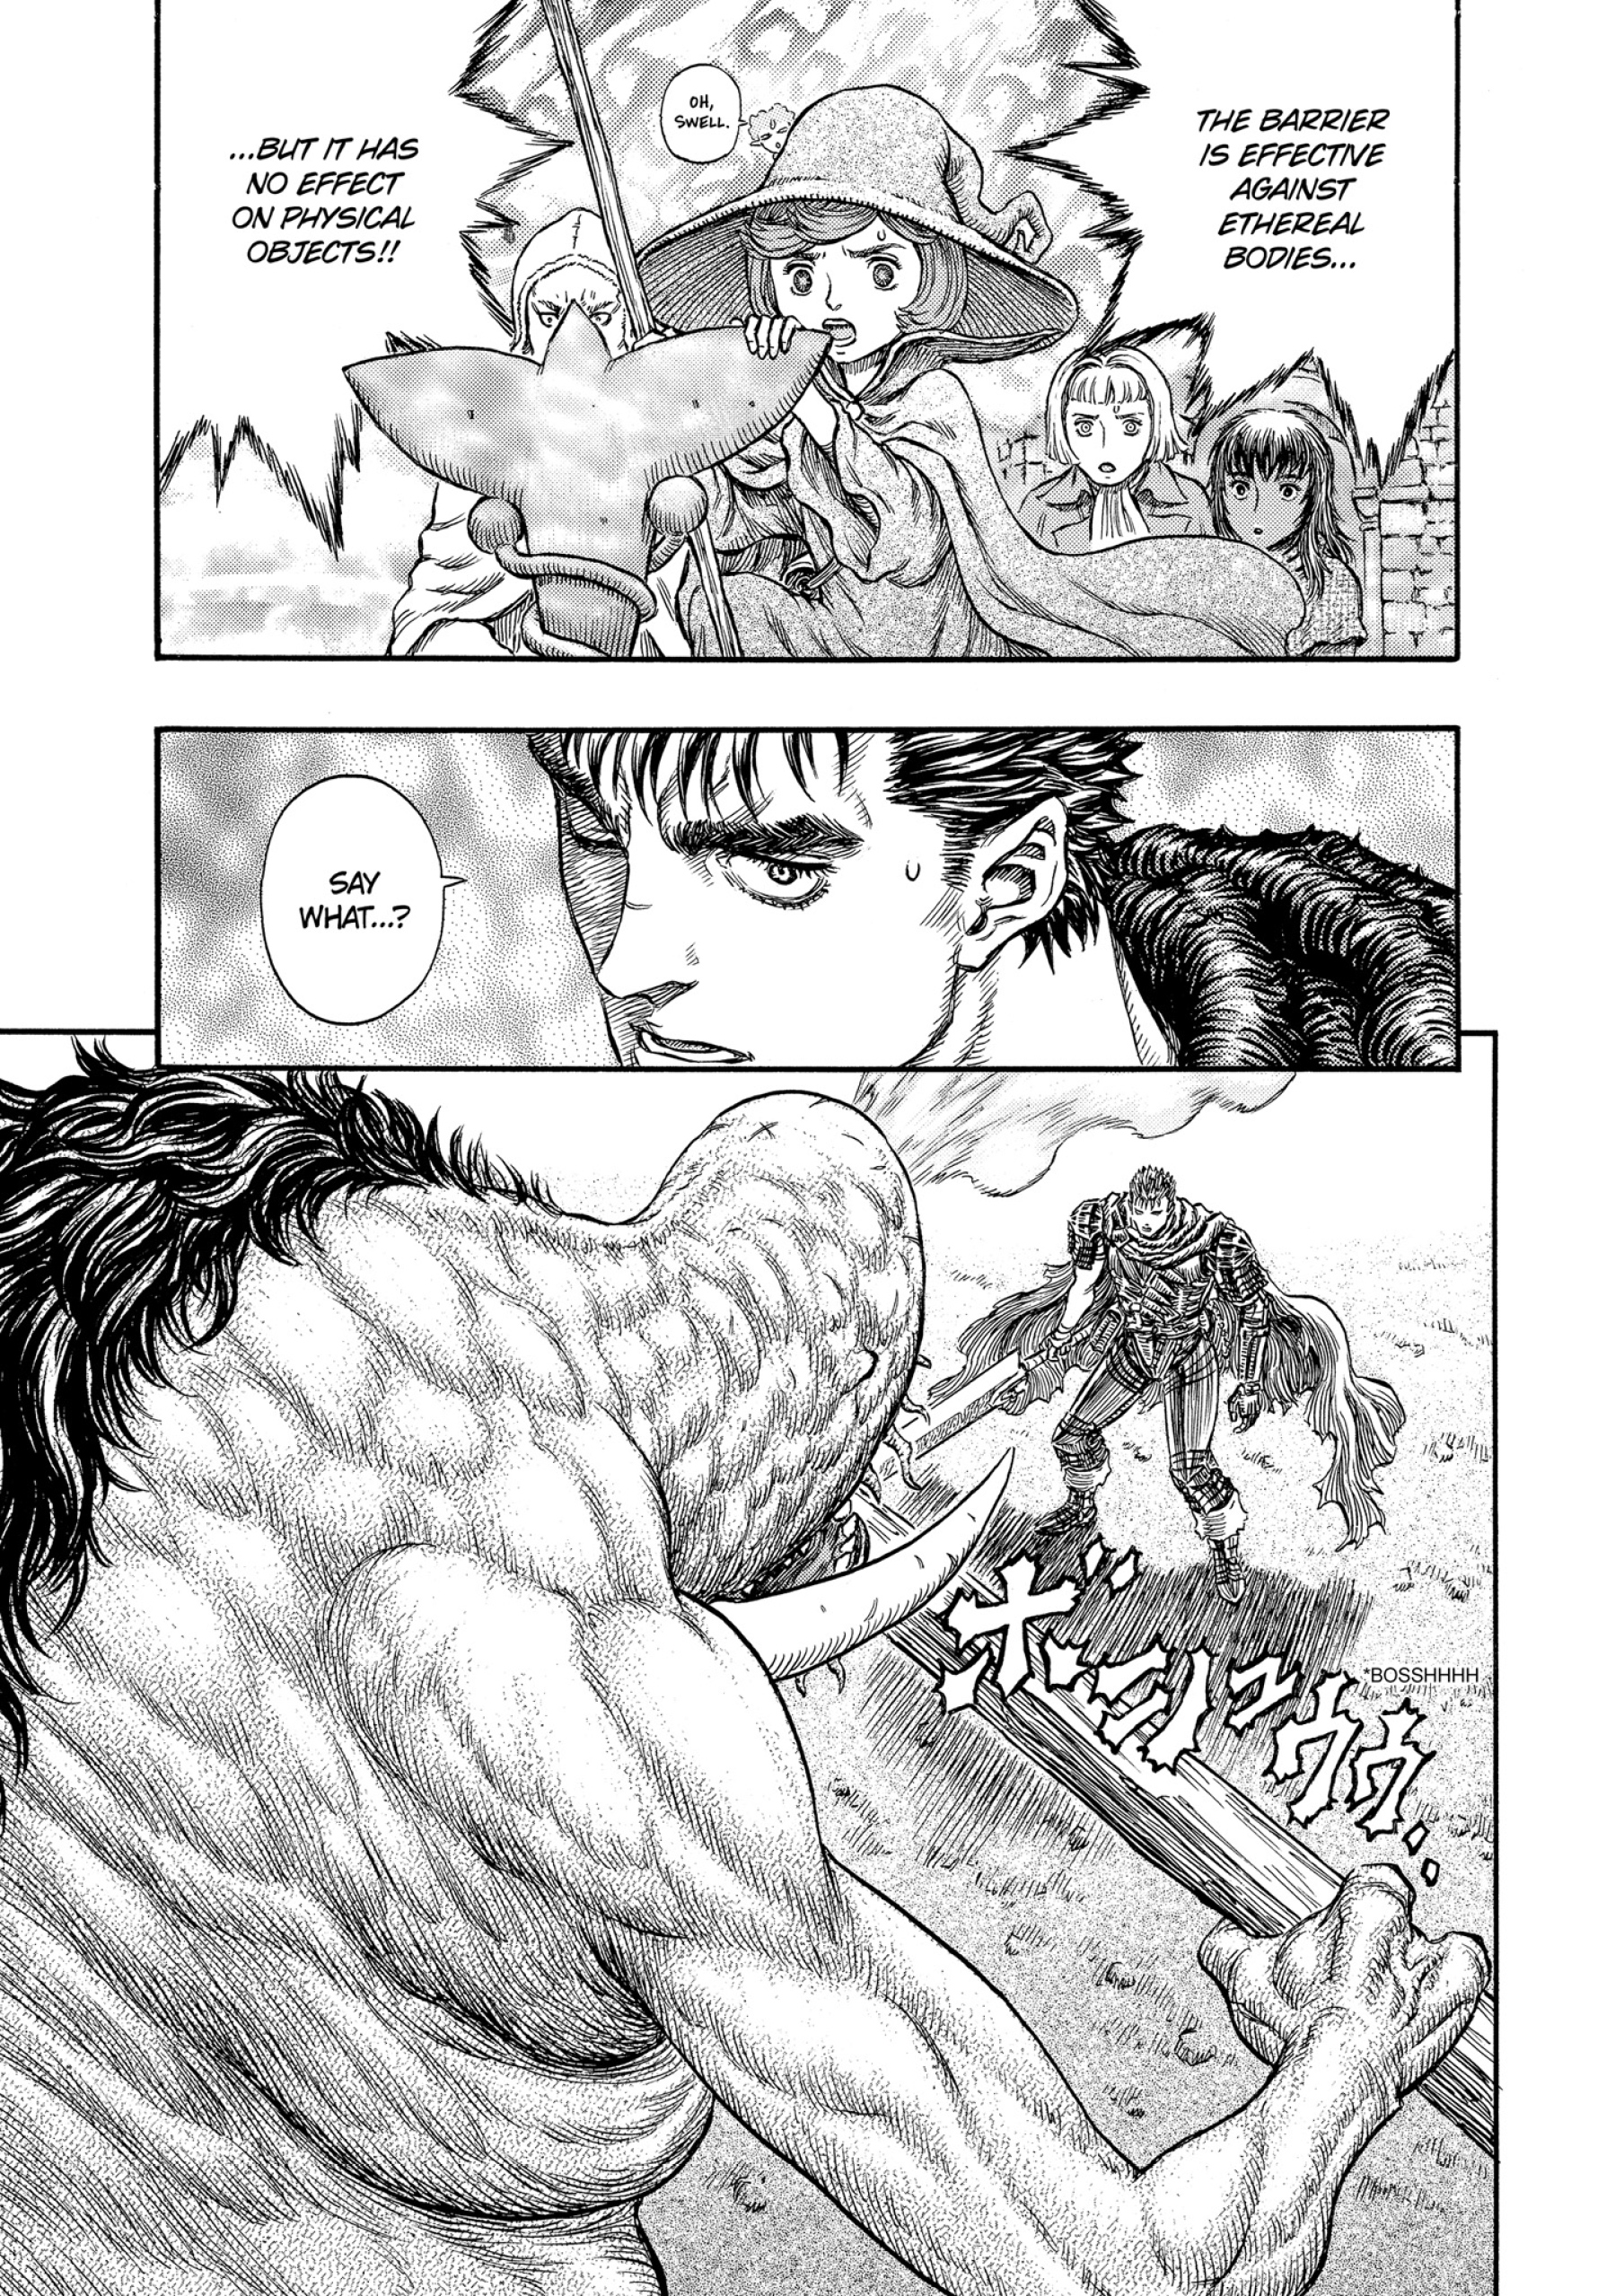 THE BARRIER
IS EFFECTIVE
AGAINST
ETHEREAL
BODIES...
OH,
SWELL.
...BUT IT HAS
NO EFFECT
ON PHYSICAL
OBJECTS!!
SAY
WHAT...?
ボシュウウ
*BOSSHHHH